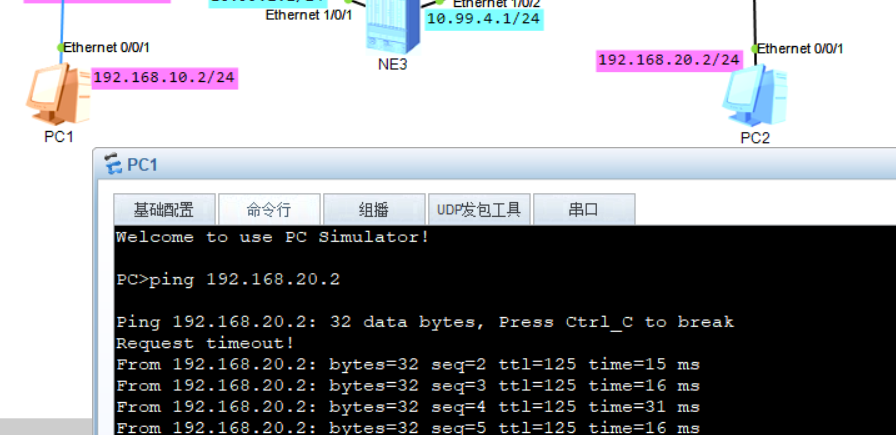 Ethernet 1/0/2
Ethernet 1/0/1
10.99.4.1/24
NE3
Ethernet 0/0/1
192.168.10.2/24
PC1
Ethernet 0/0/1
192.168.20.2/24
PC2
PC1
基础配置
命令行
组播
UDP发包工具
串口
Welcome to use PC Simulator!
PC>ping 192.168.20.2
Ping 192.168.20.2: 32 data bytes, Press Ctrl_C to break
Request timeout!
From 192.168.20.2: bytes=32 seq=2 ttl=125 time=15 ms
From 192.168.20.2: bytes=32 seq=3 ttl=125 time=16 ms
From 192.168.20.2: bytes=32 seq=4 ttl=125 time=31 ms
From 192.168.20.2: bytes=32 seq=5 ttl=125 time=16 ms